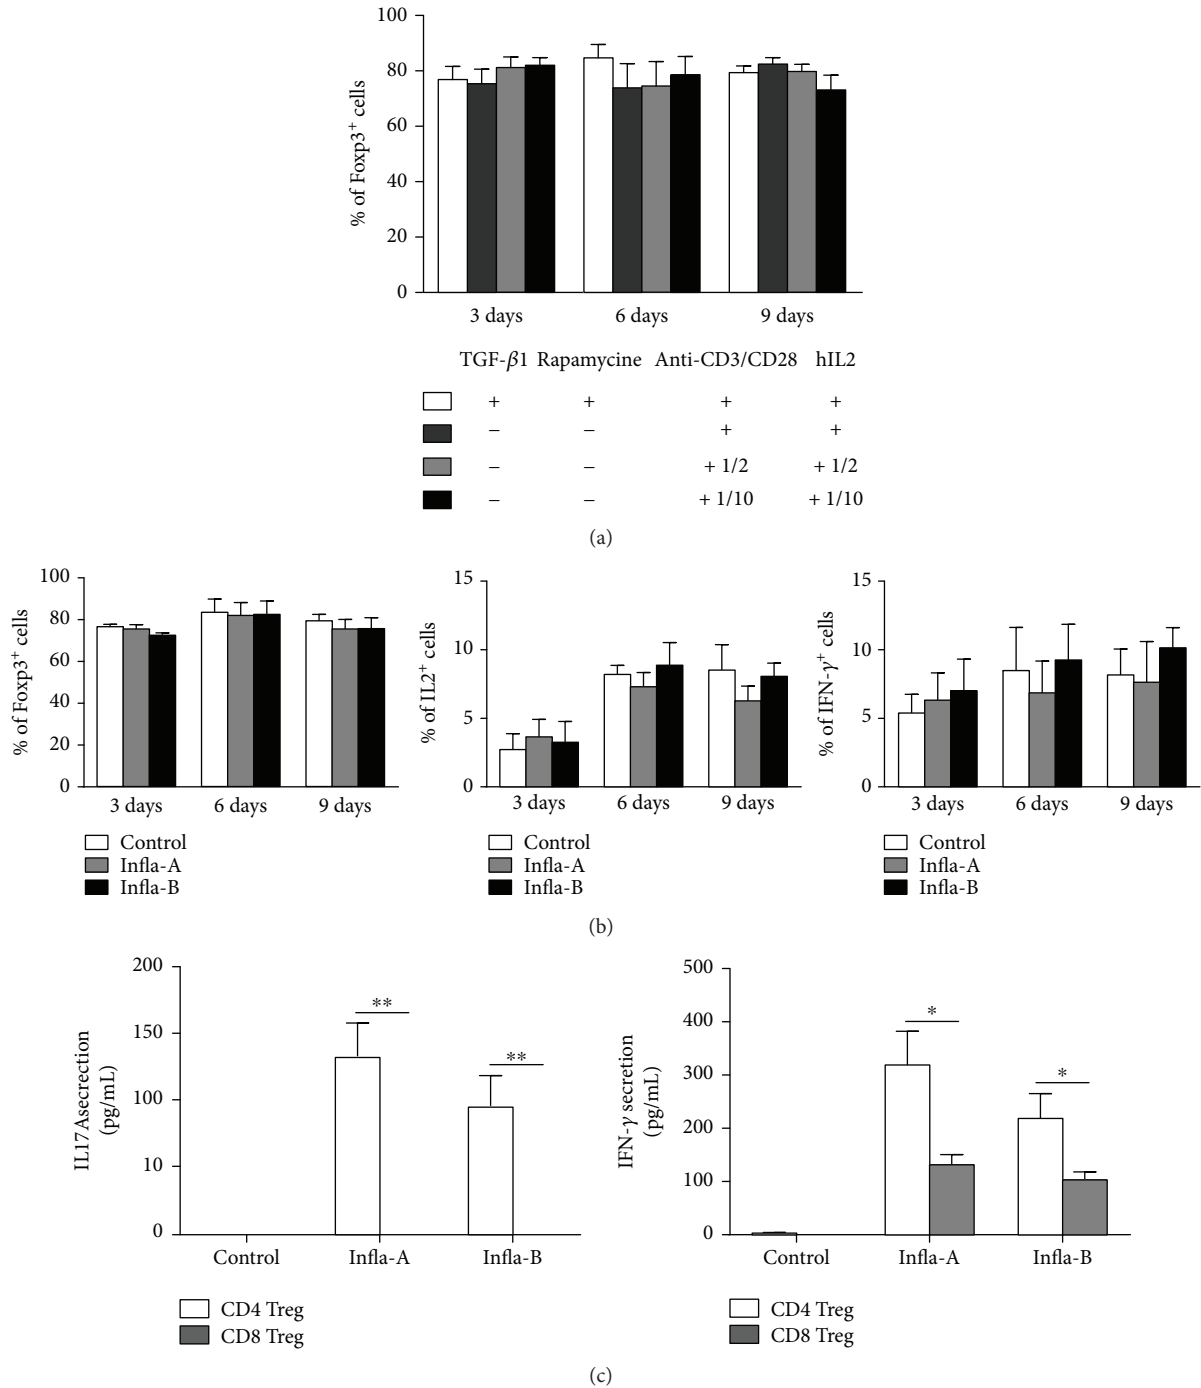 100
80
60
40
20
0
% of Foxp3+ cells
3 days 6 days 9 days
TGF-β1 Rapamycine Anti-CD3/CD28 hIL2
+ + + +
– – + +
– – + 1/2 + 1/2
– – + 1/10 + 1/10
(a)
100
80
60
40
20
0
% of Foxp3+ cells
3 days 6 days 9 days
Control
Infla-A
Infla-B
15
10
5
0
% of IL2+ cells
3 days 6 days 9 days
Control
Infla-A
Infla-B
15
10
5
0
% of IFN-γ+ cells
3 days 6 days 9 days
Control
Infla-A
Infla-B
(b)
200
150
100
10
0
IL17 Asecrection
(pg/mL)
**
**
Control Infla-A Infla-B
CD4 Treg
CD8 Treg
500
400
300
200
100
0
IFN-γ secretion
(pg/mL)
*
*
Control Infla-A Infla-B
CD4 Treg
CD8 Treg
(c)